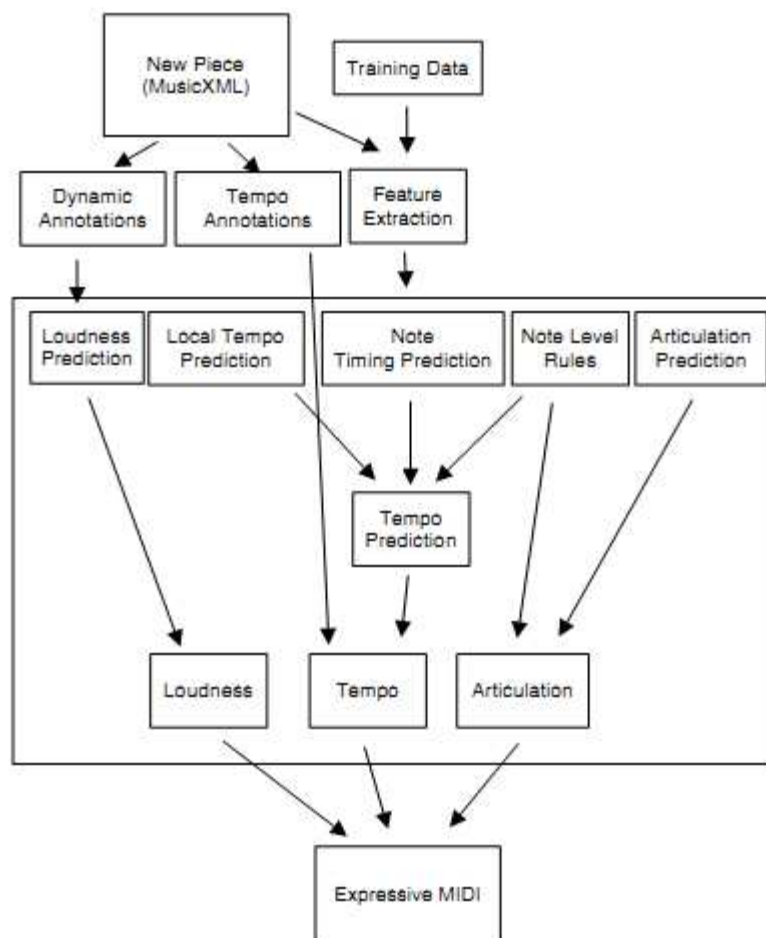 New Piece
(MusicXML)
Training Data
Dynamic
Annotations
Tempo
Annotations
Feature
Extraction
Loudness
Prediction
Local Tempo
Prediction
Note
Timing Prediction
Note Level
Rules
Articulation
Prediction
Tempo
Prediction
Loudness
Tempo
Articulation
Expressive MIDI